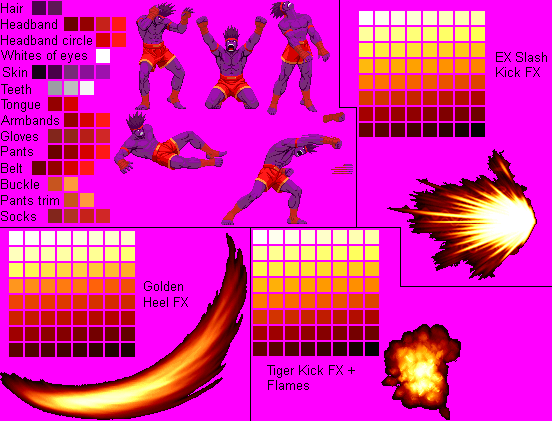 Hair
Headband
Headband circle
Whites of eyes
Skin
Teeth
Tongue
Armbands
Gloves
Pants
Belt
Buckle
Pants trim
Socks
EX Slash
Kick FX
Golden
Heel FX
Tiger Kick FX +
Flames